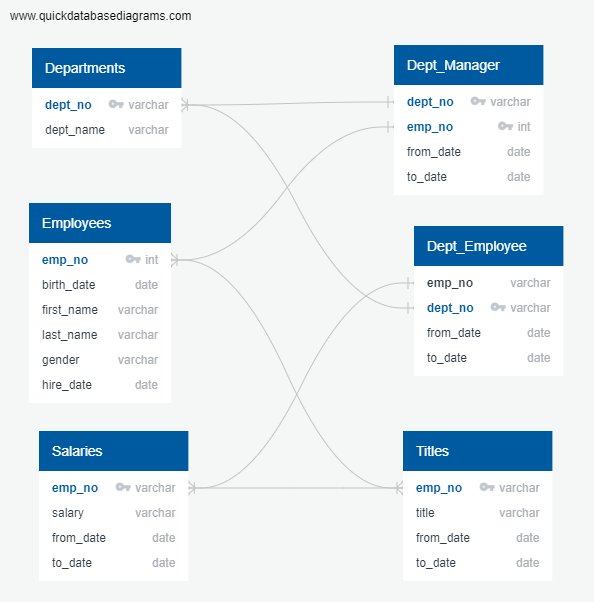 www.quickdatabasediagrams.com
Departments
dept_no varchar
dept_name varchar
Dept_Manager
dept_no varchar
emp_no int
from_date date
to_date date
Employees
emp_no int
birth_date date
first_name varchar
last_name varchar
gender varchar
hire_date date
Dept_Employee
emp_no varchar
dept_no varchar
from_date date
to_date date
Salaries
emp_no varchar
salary varchar
from_date date
to_date date
Titles
emp_no varchar
title varchar
from_date date
to_date date